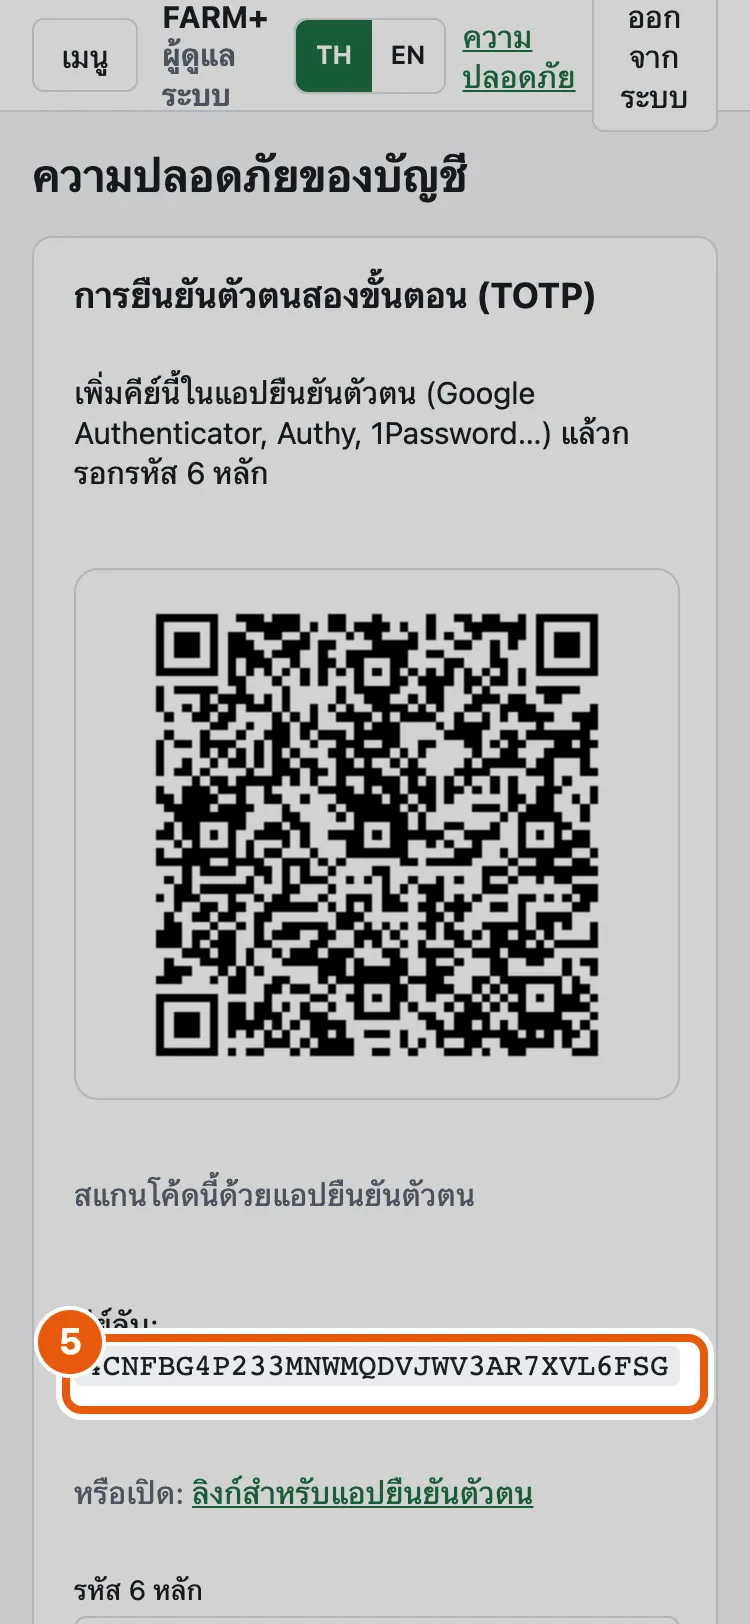 เมนู
FARM+
ผู้ดูแล
ระบบ
TH
EN
ความ
ปลอดภัย
ออก
จาก
ระบบ
ความปลอดภัยของบัญชี
การยืนยันตัวตนสองขั้นตอน (TOTP)
เพิ่มคีย์นี้ในแอปยืนยันตัวตน (Google
Authenticator, Authy, 1Password...) แล้วก
รอกรหัส 6 หลัก
สแกนโค้ดนี้ด้วยแอปยืนยันตัวตน
5
4CNFBG4P233MNWMQDVJWV3AR7XVL6FSG
หรือเปิด: ลิงก์สำหรับแอปยืนยันตัวตน
รหัส 6 หลัก